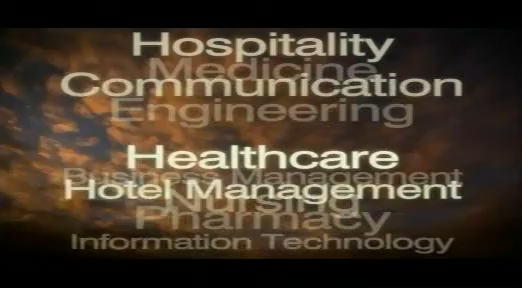 Hospitality
Medicine
Communication
Engineering
Healthcare
Business Management
Hotel Management
Nursing
Pharmacy
Information Technology